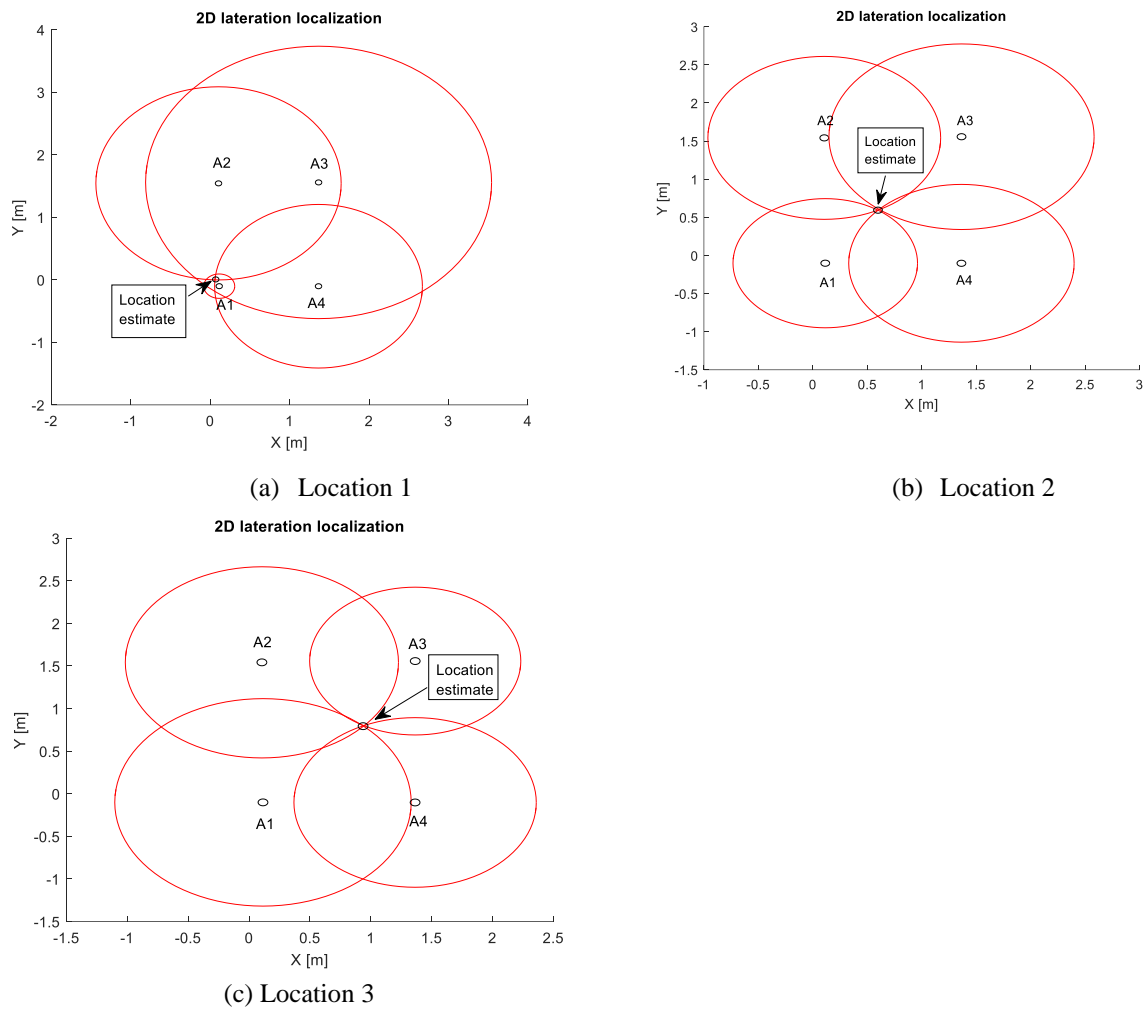 2D lateration localization
4
3
2
1
0
-1
-2
Y [m]
A2
A3
A1
A4
Location
estimate
-2
-1
0
1
2
3
4
X [m]
(a) Location 1
2D lateration localization
3
2.5
2
1.5
1
0.5
0
-0.5
-1
-1.5
Y [m]
A2
A3
Location
estimate
A1
A4
-1
-0.5
0
0.5
1
1.5
2
2.5
3
X [m]
(b) Location 2
2D lateration localization
3
2.5
2
1.5
1
0.5
0
-0.5
-1
-1.5
Y [m]
A2
A3
Location
estimate
A1
A4
-1.5
-1
-0.5
0
0.5
1
1.5
2
2.5
X [m]
(c) Location 3